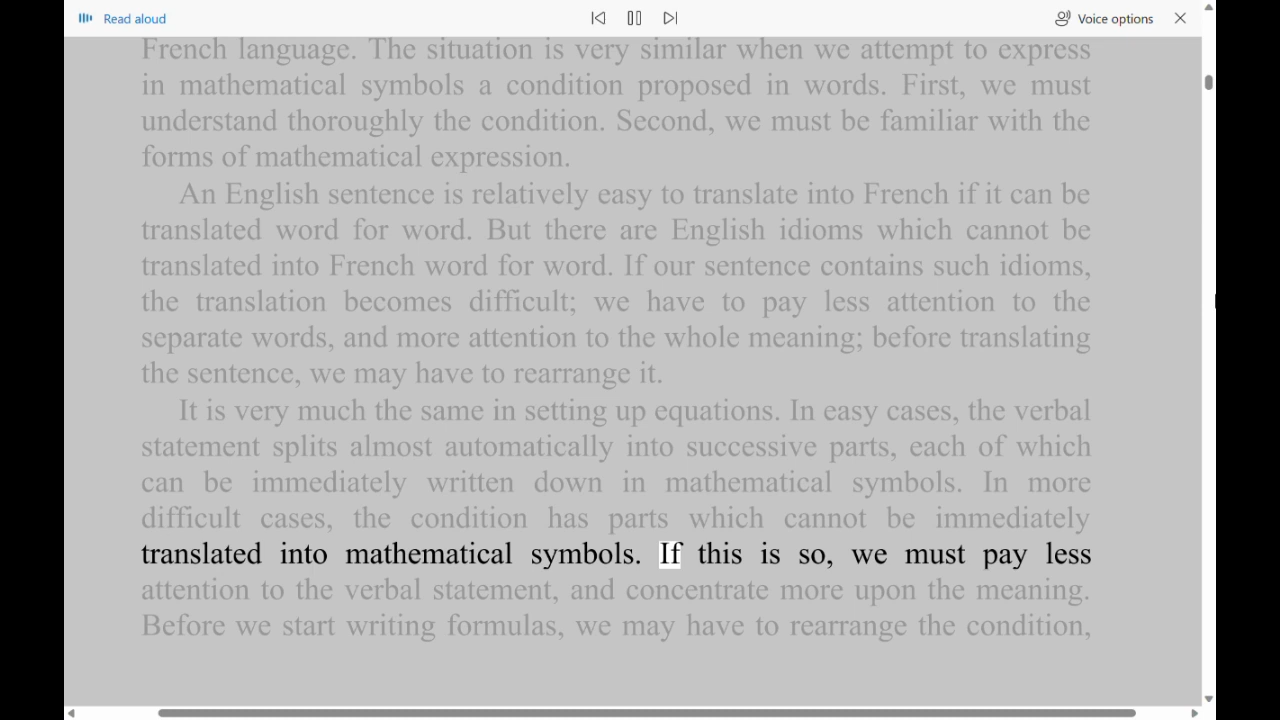 Read aloud
Voice options
French language. The situation is very similar when we attempt to express
in mathematical symbols a condition proposed in words. First, we must
understand thoroughly the condition. Second, we must be familiar with the
forms of mathematical expression.
An English sentence is relatively easy to translate into French if it can be
translated word for word. But there are English idioms which cannot be
translated into French word for word. If our sentence contains such idioms,
the translation becomes difficult; we have to pay less attention to the
separate words, and more attention to the whole meaning; before translating
the sentence, we may have to rearrange it.
It is very much the same in setting up equations. In easy cases, the verbal
statement splits almost automatically into successive parts, each of which
can be immediately written down in mathematical symbols. In more
difficult cases, the condition has parts which cannot be immediately
translated into mathematical symbols. If this is so, we must pay less
attention to the verbal statement, and concentrate more upon the meaning.
Before we start writing formulas, we may have to rearrange the condition,